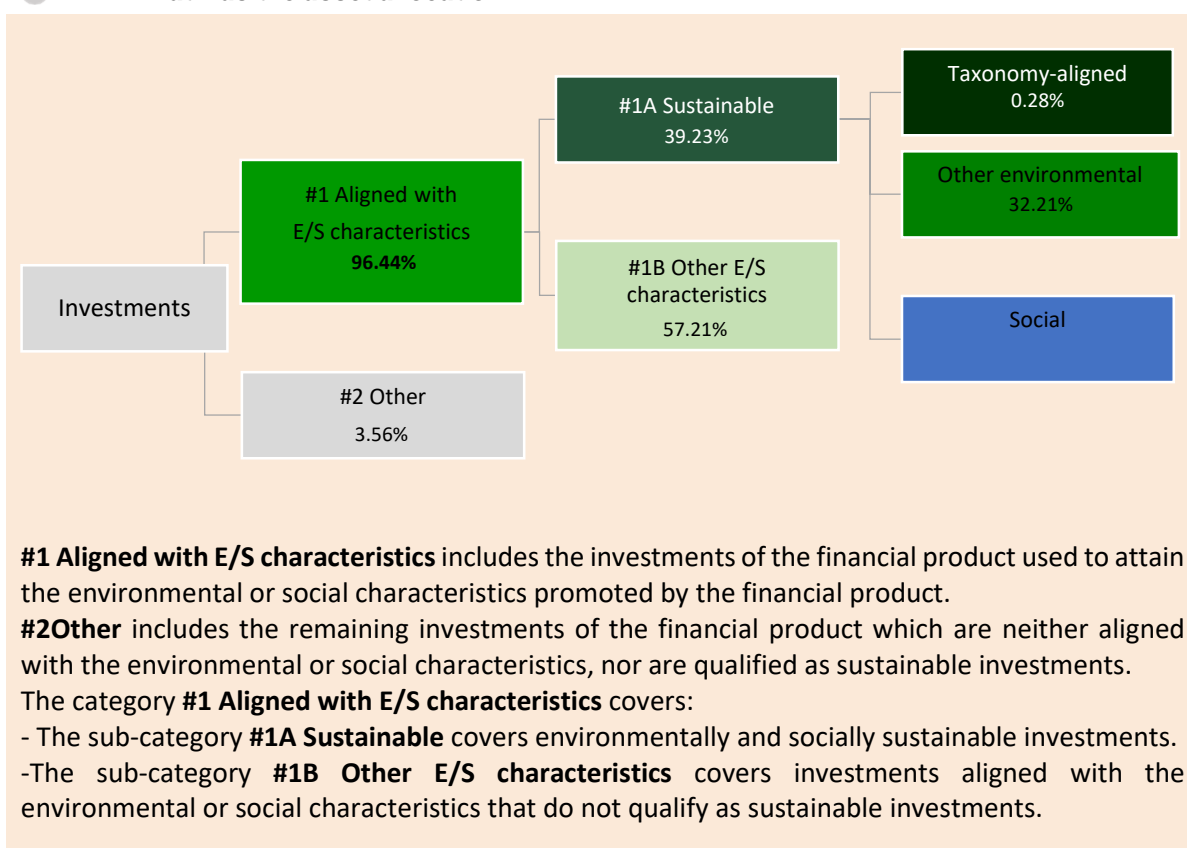 Taxonomy-aligned
0.28%
#1A Sustainable
39.23%
Other environmental
32.21%
#1 Aligned with
E/S characteristics
96.44%
#1B Other E/S
characteristics
57.21%
Investments
Social
#2 Other
3.56%
#1 Aligned with E/S characteristics includes the investments of the financial product used to attain
the environmental or social characteristics promoted by the financial product.
#2Other includes the remaining investments of the financial product which are neither aligned
with the environmental or social characteristics, nor are qualified as sustainable investments.
The category #1 Aligned with E/S characteristics covers:
- The sub-category #1A Sustainable covers environmentally and socially sustainable investments.
-The sub-category #1B Other E/S characteristics covers investments aligned with the
environmental or social characteristics that do not qualify as sustainable investments.